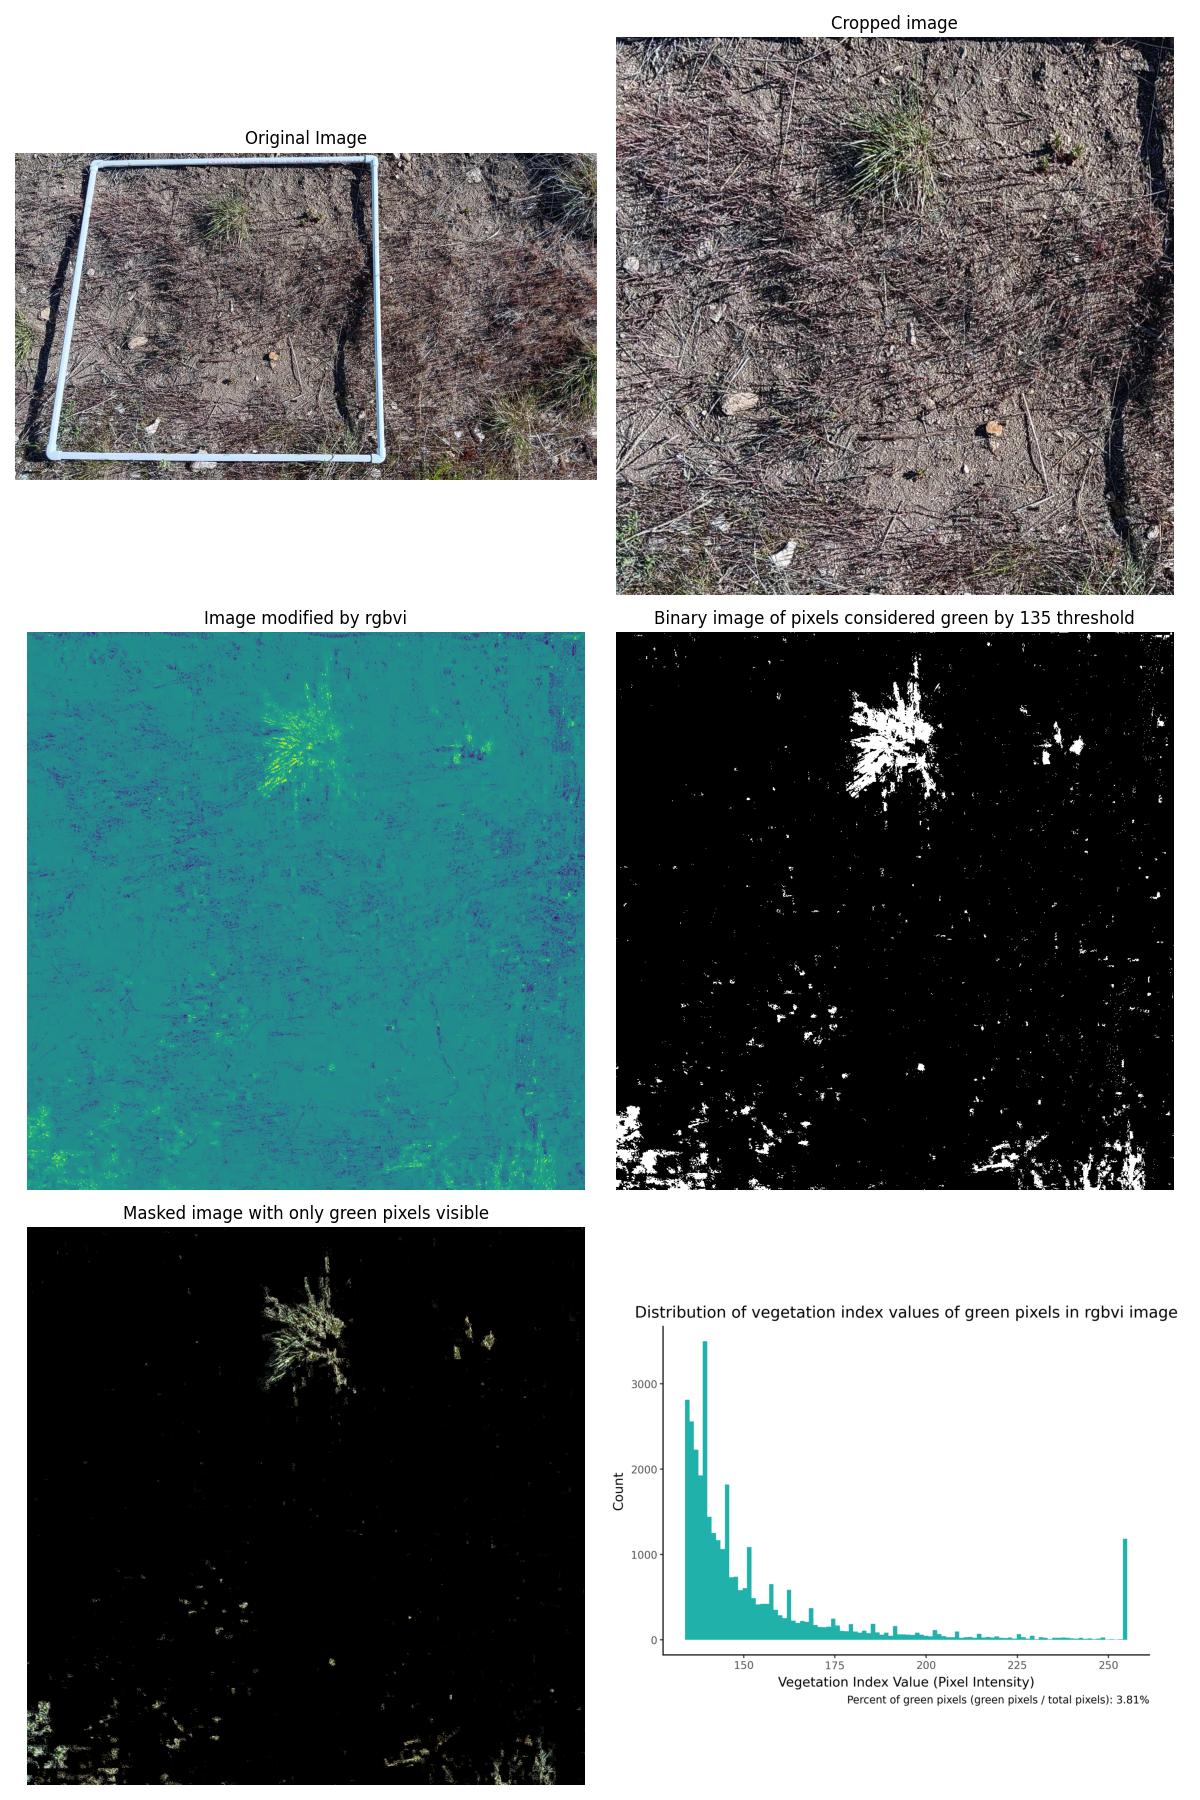 Original Image
Cropped image
Image modified by rgbvi
Binary image of pixels considered green by 135 threshold
Masked image with only green pixels visible
Distribution of vegetation index values of green pixels in rgbvi image
3000
2000
1000
0
Count
150 175 200 225 250
Vegetation Index Value (Pixel Intensity)
Percent of green pixels (green pixels / total pixels): 3.81%